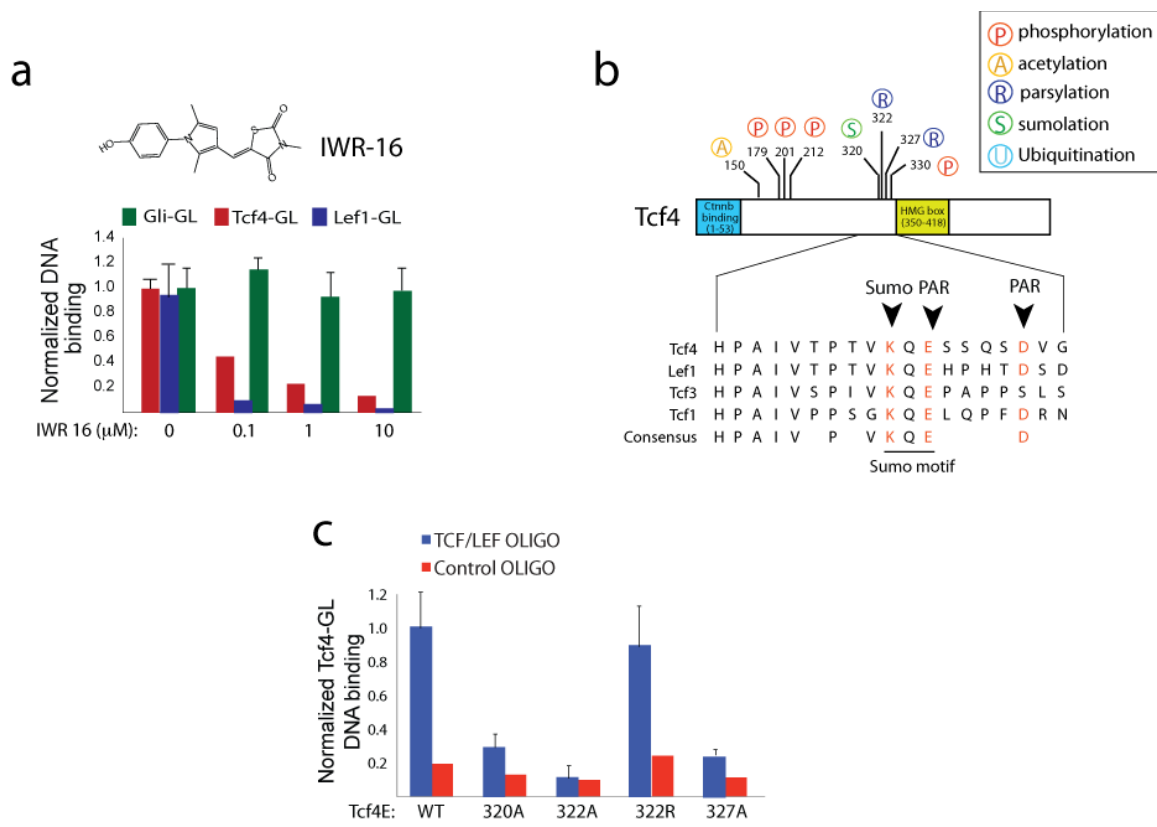 a
HO
N
S
O
N
O
IWR-16
Gli-GL Tcf4-GL Lef1-GL
Normalized DNA binding
1.4
1.2
1.0
0.8
0.6
0.4
0.2
IWR 16 (µM): 0 0.1 1 10
b
P phosphorylation
A acetylation
R parsylation
S sumolation
U Ubiquitination
R
322
P P P S
327 R
A 179 201 212 320
150 330 P
Tcf4
Ctnnb binding (1-53)
HMG box (350-418)
Sumo PAR PAR
Tcf4 H P A I V T P T V K Q E S S Q S D V G
Lef1 H P A I V T P T V K Q E H P H T D S D
Tcf3 H P A I V S P I V K Q E P A P P S L S
Tcf1 H P A I V P P S G K Q E L Q P F D R N
Consensus H P A I V P V K Q E D
Sumo motif
c
TCF/LEF OLIGO
Control OLIGO
Normalized Tcf4-GL
DNA binding
1.2
1.0
0.8
0.6
0.4
0.2
Tcf4E: WT 320A 322A 322R 327A